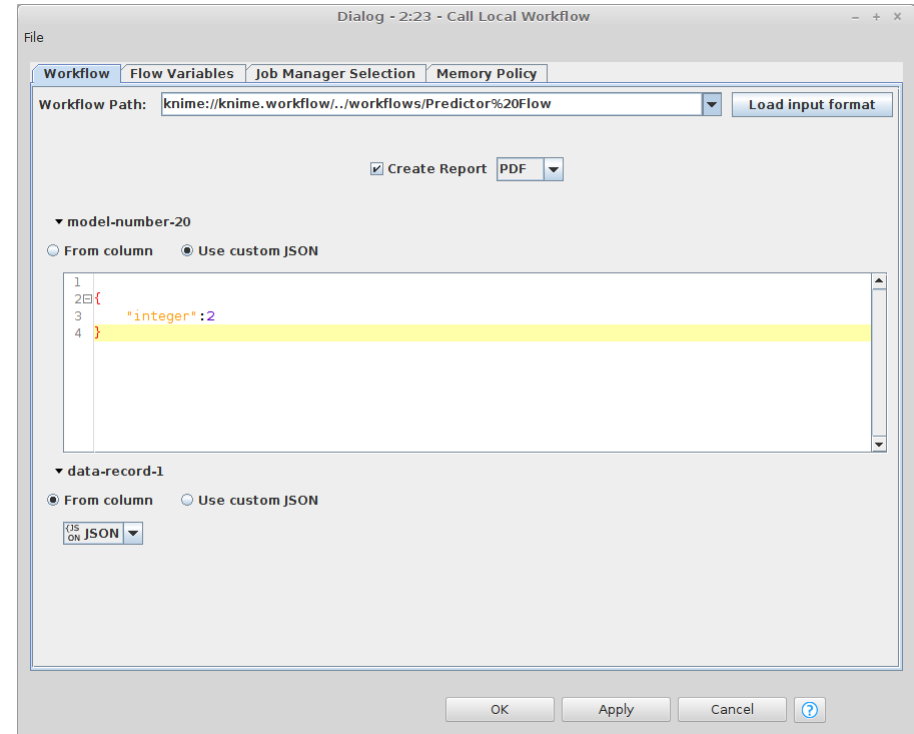 Dialog - 2:23 - Call Local Workflow
File
Workflow Flow Variables Job Manager Selection Memory Policy
Workflow Path: knime://knime.workflow/../workflows/Predictor%20Flow Load input format
Create Report PDF
model-number-20
From column Use custom JSON
1
2 {
3 "integer":2
4 }
data-record-1
From column Use custom JSON
{JS ON JSON
OK Apply Cancel ?